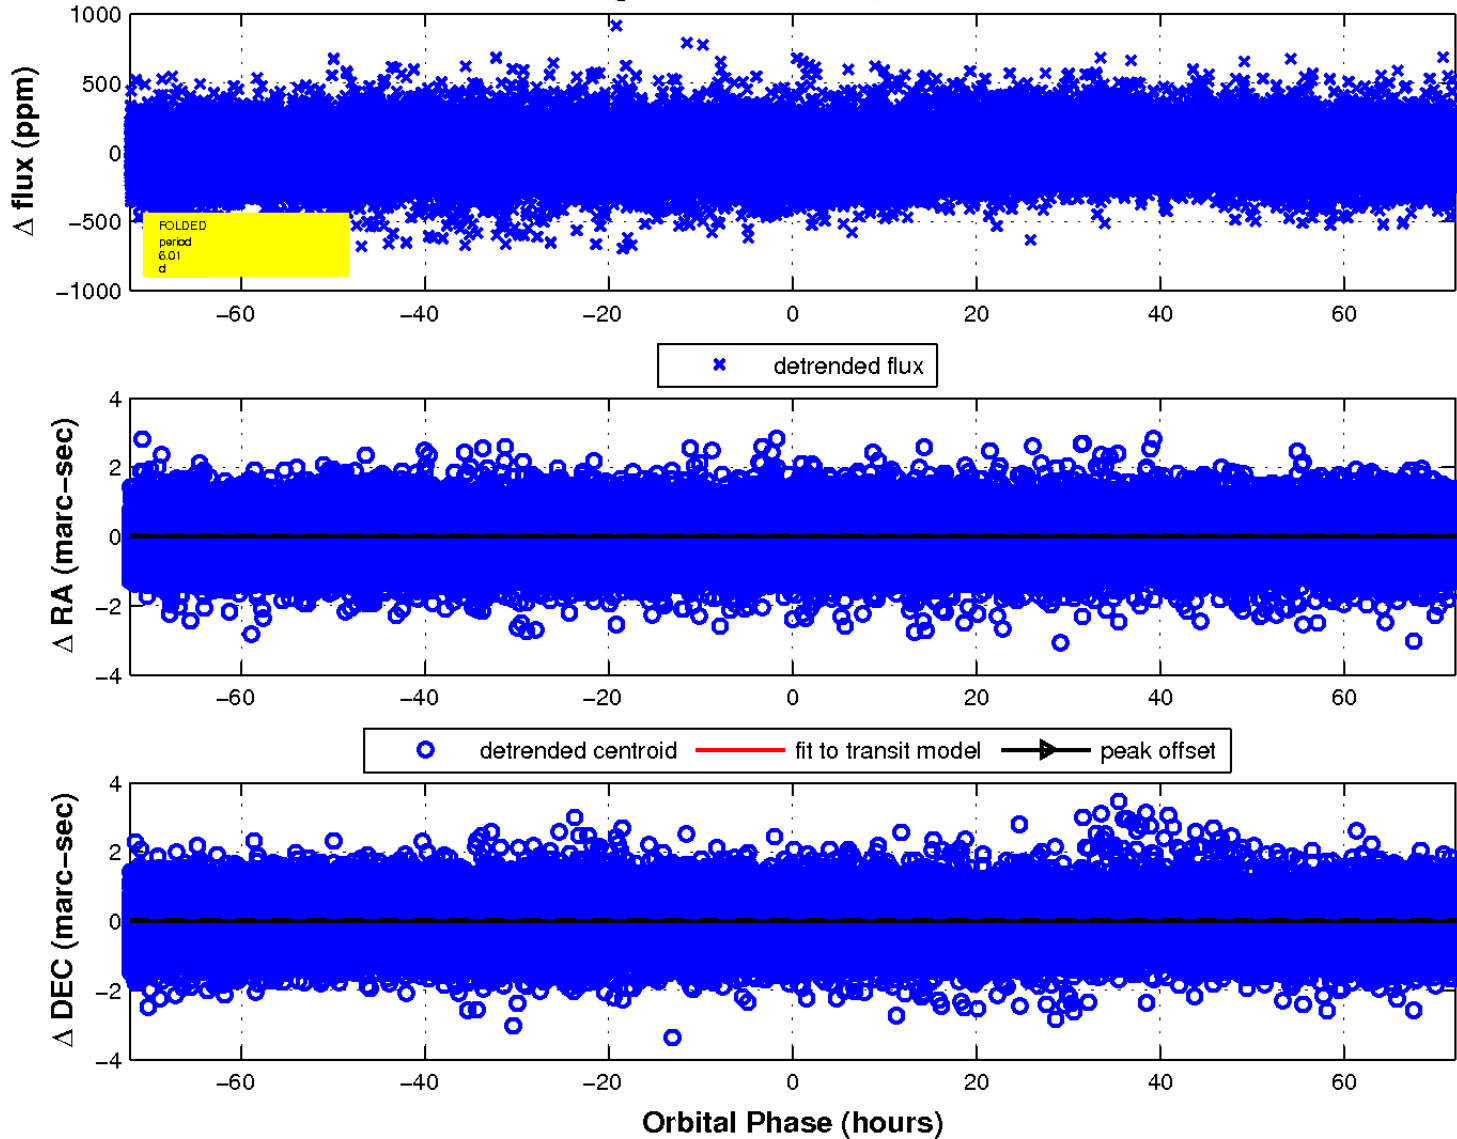 1000
500
0
−500
−1000
Δ flux (ppm)
FOLDED
period
6.01
d
−60 −40 −20 0 20 40 60
detrended flux
4
2
0
−2
−4
Δ RA (marc−sec)
−60 −40 −20 0 20 40 60
detrended centroid fit to transit model peak offset
4
2
0
−2
−4
Δ DEC (marc−sec)
−60 −40 −20 0 20 40 60
Orbital Phase (hours)